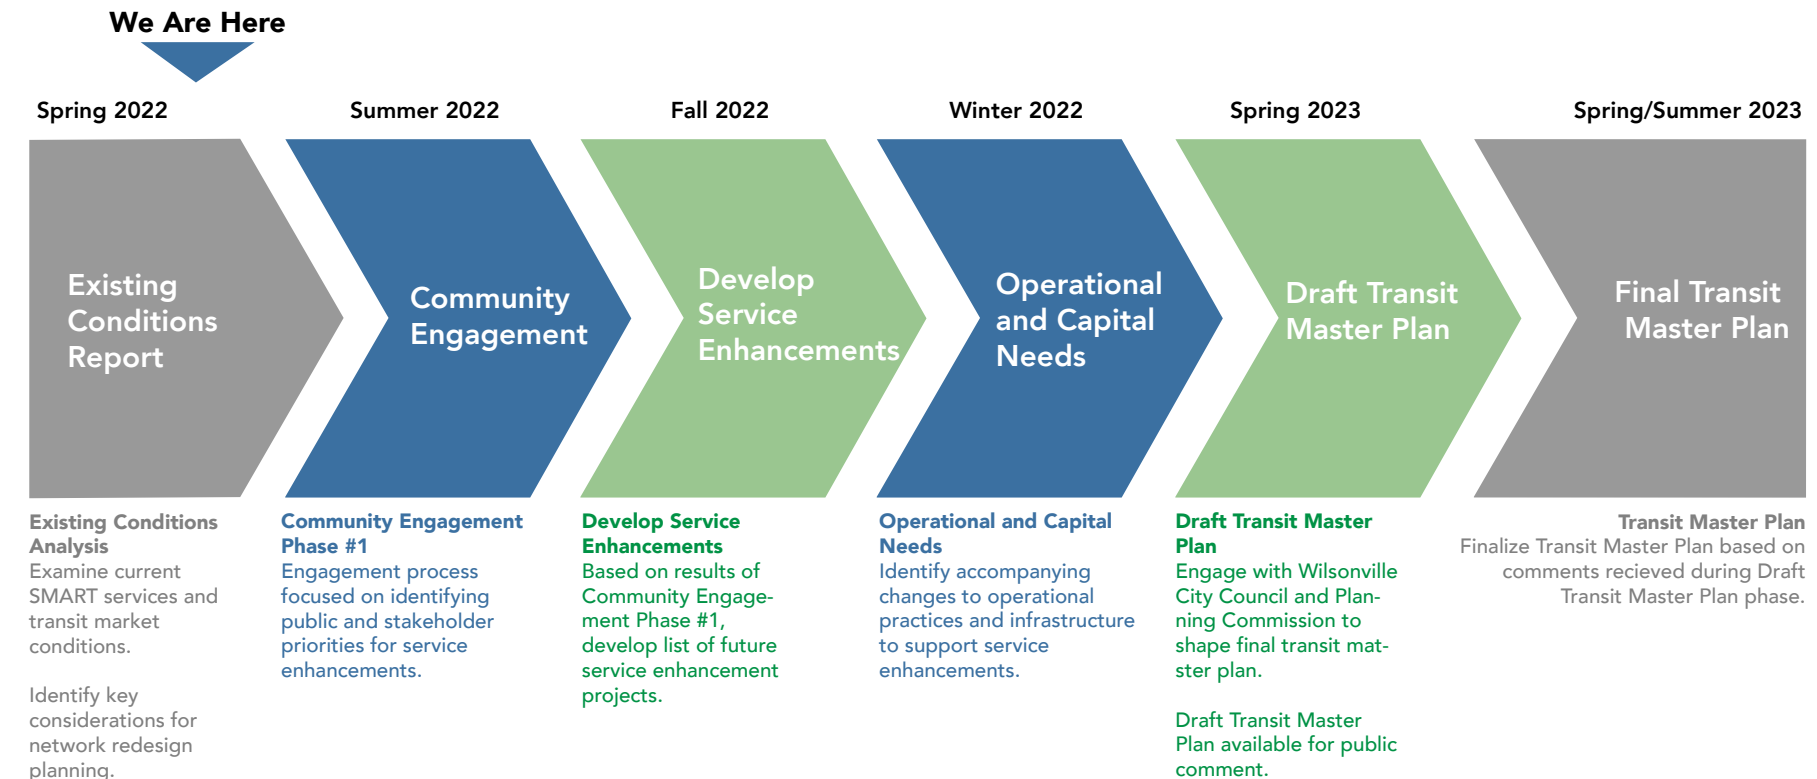 We Are Here
Spring 2022
Summer 2022
Fall 2022
Winter 2022
Spring 2023
Spring/Summer 2023
Existing
Conditions
Report
Community
Engagement
Develop
Service
Enhancements
Operational
and Capital
Needs
Draft Transit
Master Plan
Final Transit
Master Plan
Existing Conditions
Analysis
Examine current
SMART services and
transit market
conditions.
Identify key
considerations for
network redesign
planning.
Community Engagement
Phase #1
Engagement process
focused on identifying
public and stakeholder
priorities for service
enhancements.
Develop Service
Enhancements
Based on results of
Community Engage-
ment Phase #1,
develop list of future
service enhancement
projects.
Operational and Capital
Needs
Identify accompanying
changes to operational
practices and infrastructure
to support service
enhancements.
Draft Transit Master
Plan
Engage with Wilsonville
City Council and Plan-
ning Commission to
shape final transit mat-
ster plan.
Draft Transit Master
Plan available for public
comment.
Transit Master Plan
Finalize Transit Master Plan based on
comments recieved during Draft
Transit Master Plan phase.